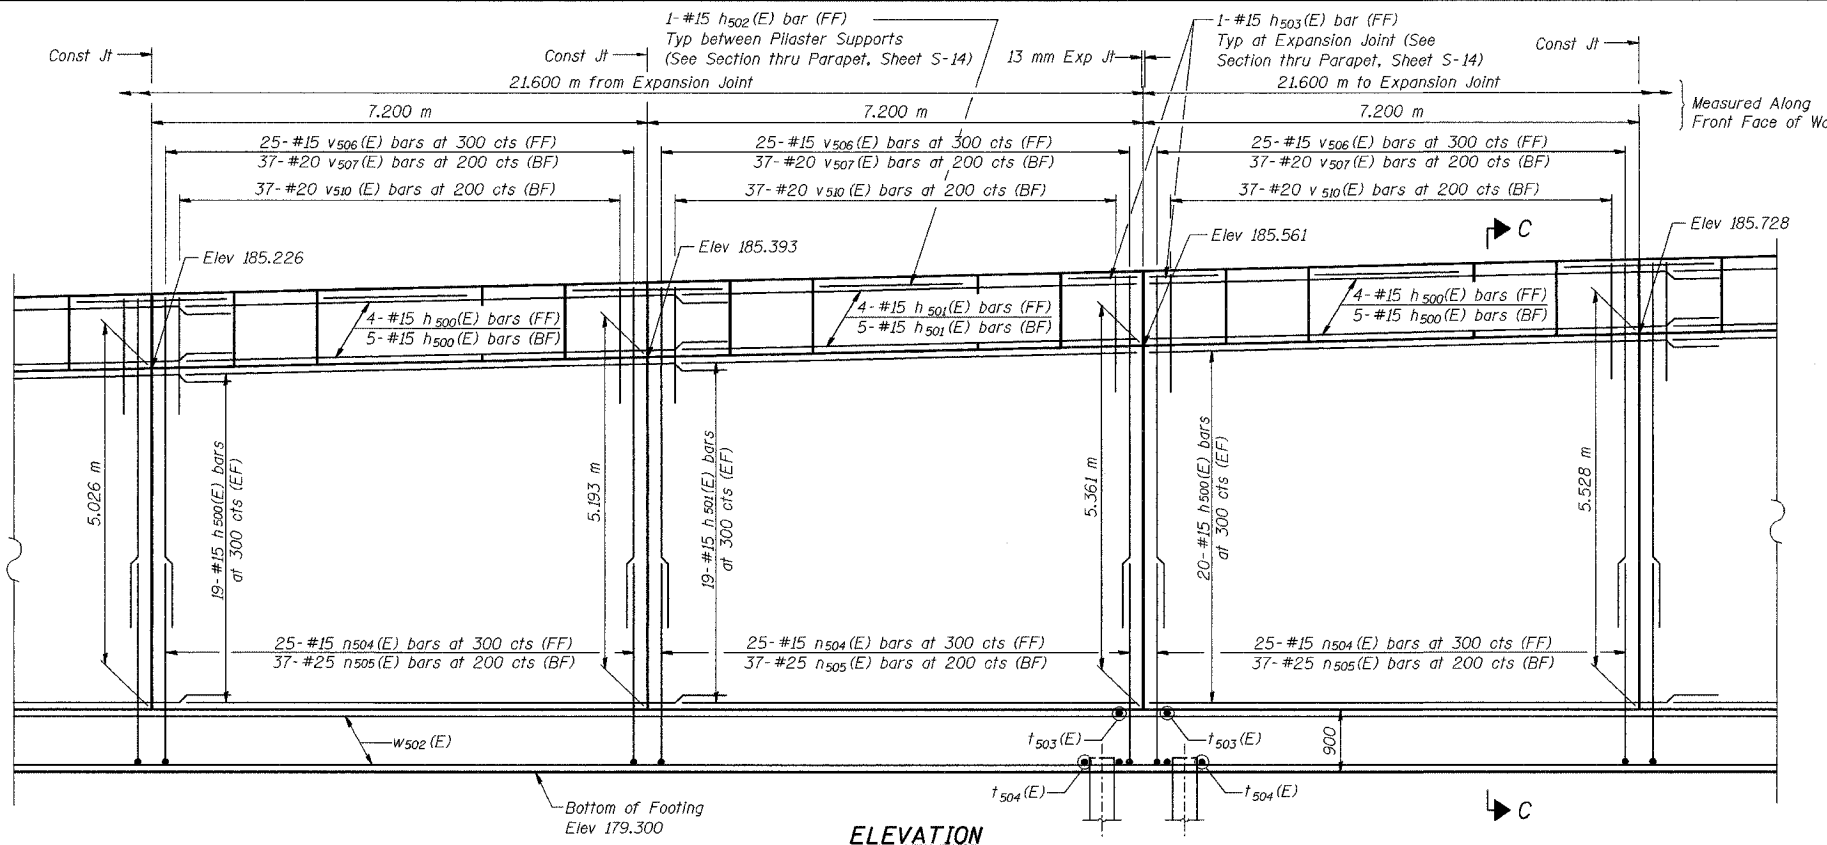 1- #15 h502(E) bar (FF)
Typ between Pilaster Supports
(See Section thru Parapet, Sheet S-14)
1- #15 h503(E) bar (FF)
Typ at Expansion Joint (See
Section thru Parapet, Sheet S-14)
Const Jt
Const Jt
13 mm Exp Jt
Const Jt
21.600 m from Expansion Joint
21.600 m to Expansion Joint
Measured Along
Front Face of
7.200 m
7.200 m
7.200 m
25- #15 v506(E) bars at 300 cts (FF)
37- #20 v507(E) bars at 200 cts (BF)
37- #20 v510 (E) bars at 200 cts (BF)
25- #15 v506(E) bars at 300 cts (FF)
37- #20 v507(E) bars at 200 cts (BF)
37- #20 v510 (E) bars at 200 cts (BF)
25- #15 v506(E) bars at 300 cts (FF)
37- #20 v507(E) bars at 200 cts (BF)
37- #20 v 510 (E) bars at 200 cts (BF)
C
Elev 185.226
Elev 185.393
Elev 185.561
Elev 185.728
4- #15 h500(E) bars (FF)
5- #15 h500(E) bars (BF)
4- #15 h501(E) bars (FF)
5- #15 h501(E) bars (BF)
4- #15 h500(E) bars (FF)
5- #15 h500(E) bars (BF)
5.026 m
19- #15 h500(E) bars
at 300 cts (EF)
5.193 m
19- #15 h501(E) bars
at 300 cts (EF)
5.361 m
20- #15 h500(E) bars
at 300 cts (EF)
5.528 m
25- #15 n504(E) bars at 300 cts (FF)
37- #25 n505(E) bars at 200 cts (BF)
25- #15 n504(E) bars at 300 cts (FF)
37- #25 n505(E) bars at 200 cts (BF)
25- #15 n504(E) bars at 300 cts (FF)
37- #25 n505(E) bars at 200 cts (BF)
w502(E)
t503(E)
t503(E)
900
t504(E)
t504(E)
Bottom of Footing
Elev 179.300
C
ELEVATION